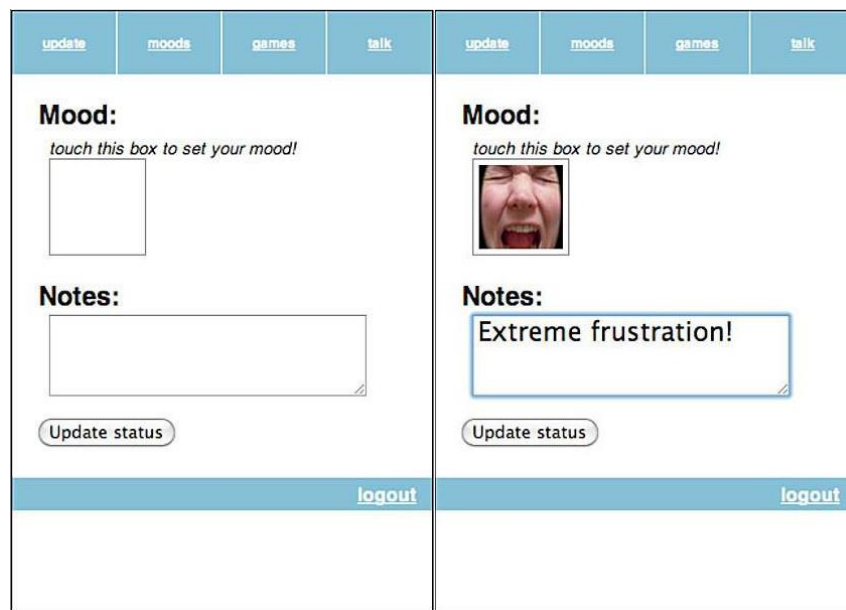 update moods games talk
Mood:
touch this box to set your mood!
Notes:
Update status
logout
update moods games talk
Mood:
touch this box to set your mood!
Notes:
Extreme frustration!
Update status
logout